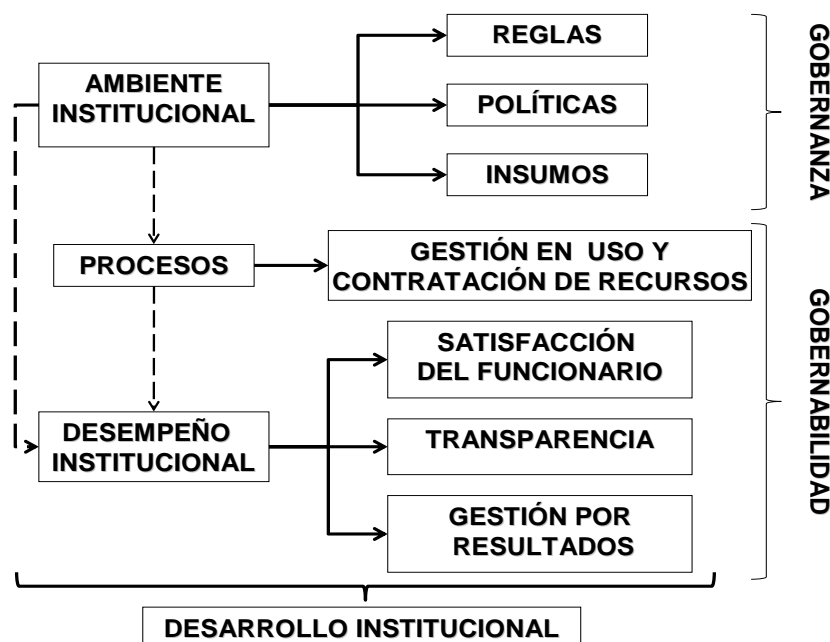 REGLAS
AMBIENTE
INSTITUCIONAL
POLÍTICAS
INSUMOS
GOBERNANZA
PROCESOS
GESTIÓN EN USO Y
CONTRATACIÓN DE RECURSOS
SATISFACCIÓN
DEL FUNCIONARIO
DESEMPEÑO
INSTITUCIONAL
TRANSPARENCIA
GESTIÓN POR
RESULTADOS
GOBERNABILIDAD
DESARROLLO INSTITUCIONAL